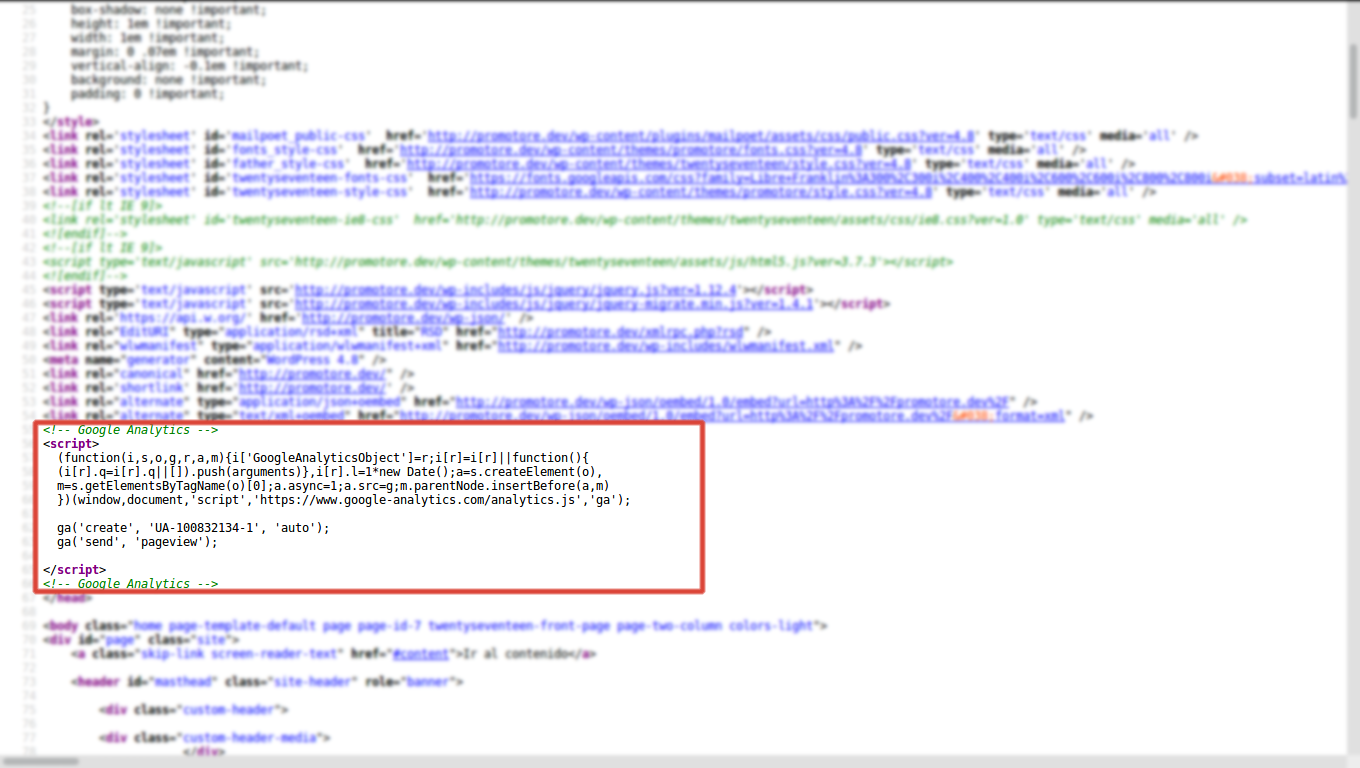 box-shadow: none !important;
height: 1em !important;
width: 1em !important;
margin: 0 .07em !important;
vertical-align: -0.1em !important;
background: none !important;
padding: 0 !important;
}
</style>
<link rel='stylesheet' id='mailpoet_public-css'  href='http://promotore.dev/wp-content/plugins/mailpoet/assets/css/public.css?ver=4.8' type='text/css' media='all' />
<link rel='stylesheet' id='fonts_style-css'  href='http://promotore.dev/wp-content/themes/promotore/fonts.css?ver=4.8' type='text/css' media='all' />
<link rel='stylesheet' id='father_style-css'  href='http://promotore.dev/wp-content/themes/twentyseventeen/style.css?ver=4.8' type='text/css' media='all' />
<link rel='stylesheet' id='twentyseventeen-fonts-css'  href='https://fonts.googleapis.com/css?family=Libre+Franklin%3A300%2C300i%2C400%2C400i%2C600%2C600i%2C800%2C800i&#038;subset=latin%
<link rel='stylesheet' id='twentyseventeen-style-css'  href='http://promotore.dev/wp-content/themes/promotore/style.css?ver=4.8' type='text/css' media='all' />
<!--[if lt IE 9]>
<link rel='stylesheet' id='twentyseventeen-ie8-css'  href='http://promotore.dev/wp-content/themes/twentyseventeen/assets/css/ie8.css?ver=1.0' type='text/css' media='all' />
<![endif]-->
<!--[if lt IE 9]>
<script type='text/javascript' src='http://promotore.dev/wp-content/themes/twentyseventeen/assets/js/html5.js?ver=3.7.3'></script>
<![endif]-->
<script type='text/javascript' src='http://promotore.dev/wp-includes/js/jquery/jquery.js?ver=1.12.4'></script>
<script type='text/javascript' src='http://promotore.dev/wp-includes/js/jquery/jquery-migrate.min.js?ver=1.4.1'></script>
<link rel='https://api.w.org/' href='http://promotore.dev/wp-json/' />
<link rel="EditURI" type="application/rsd+xml" title="RSD" href="http://promotore.dev/xmlrpc.php?rsd" />
<link rel="wlwmanifest" type="application/wlwmanifest+xml" href="http://promotore.dev/wp-includes/wlwmanifest.xml" />
<meta name="generator" content="WordPress 4.8" />
<link rel="canonical" href="http://promotore.dev/" />
<link rel='shortlink' href='http://promotore.dev/' />
<link rel="alternate" type="application/json+oembed" href="http://promotore.dev/wp-json/oembed/1.0/embed?url=http%3A%2F%2Fpromotore.dev%2F" />
<link rel="alternate" type="text/xml+oembed" href="http://promotore.dev/wp-json/oembed/1.0/embed?url=http%3A%2F%2Fpromotore.dev%2F&#038;format=xml" />
<!-- Google Analytics -->
<script>
(function(i,s,o,g,r,a,m){i['GoogleAnalyticsObject']=r;i[r]=i[r]||function(){
(i[r].q=i[r].q||[]).push(arguments)},i[r].l=1*new Date();a=s.createElement(o),
m=s.getElementsByTagName(o)[0];a.async=1;a.src=g;m.parentNode.insertBefore(a,m)
})(window,document,'script','https://www.google-analytics.com/analytics.js','ga');
ga('create', 'UA-100832134-1', 'auto');
ga('send', 'pageview');
</script>
<!-- Google Analytics -->
</head>
<body class="home page-template-default page page-id-7 twentyseventeen-front-page page-two-column colors-light">
<div id="page" class="site">
<a class="skip-link screen-reader-text" href="#content">Ir al contenido</a>
<header id="masthead" class="site-header" role="banner">
<div class="custom-header">
<div class="custom-header-media">
</div>